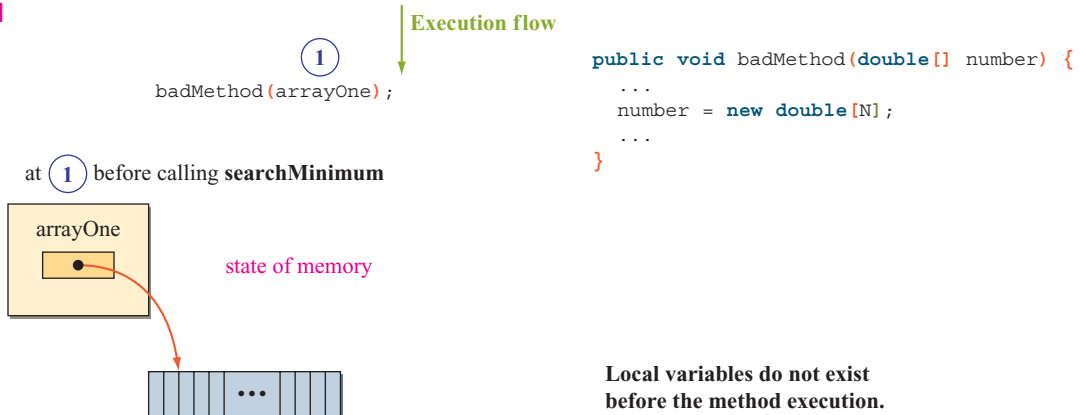 Execution flow
1
badMethod(arrayOne);
public void badMethod(double[] number) {
...
number = new double[N];
...
}
at 1 before calling searchMinimum
arrayOne
state of memory
...
Local variables do not exist
before the method execution.